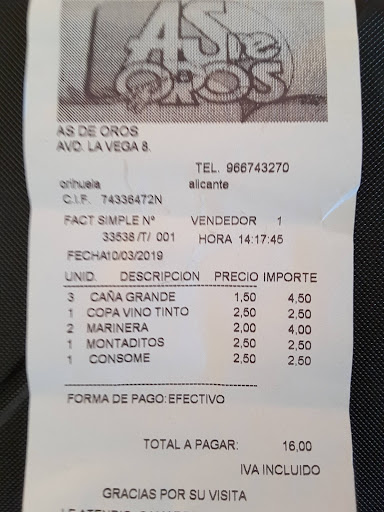 AS DE OROS
AS DE OROS
AVD. LA VEGA 8.
TEL. 966743270
orihuela alicante
C.I.F. 74336472N
FACT SIMPLE Nº VENDEDOR 1
33538 /T/ 001 HORA 14:17:45
FECHA10/03/2019
UNID. DESCRIPCION PRECIO IMPORTE
3 CAÑA GRANDE 1,50 4,50
1 COPA VINO TINTO 2,50 2,50
2 MARINERA 2,00 4,00
1 MONTADITOS 2,50 2,50
1 CONSOME 2,50 2,50
FORMA DE PAGO:EFECTIVO
TOTAL A PAGAR: 16,00
IVA INCLUIDO
GRACIAS POR SU VISITA